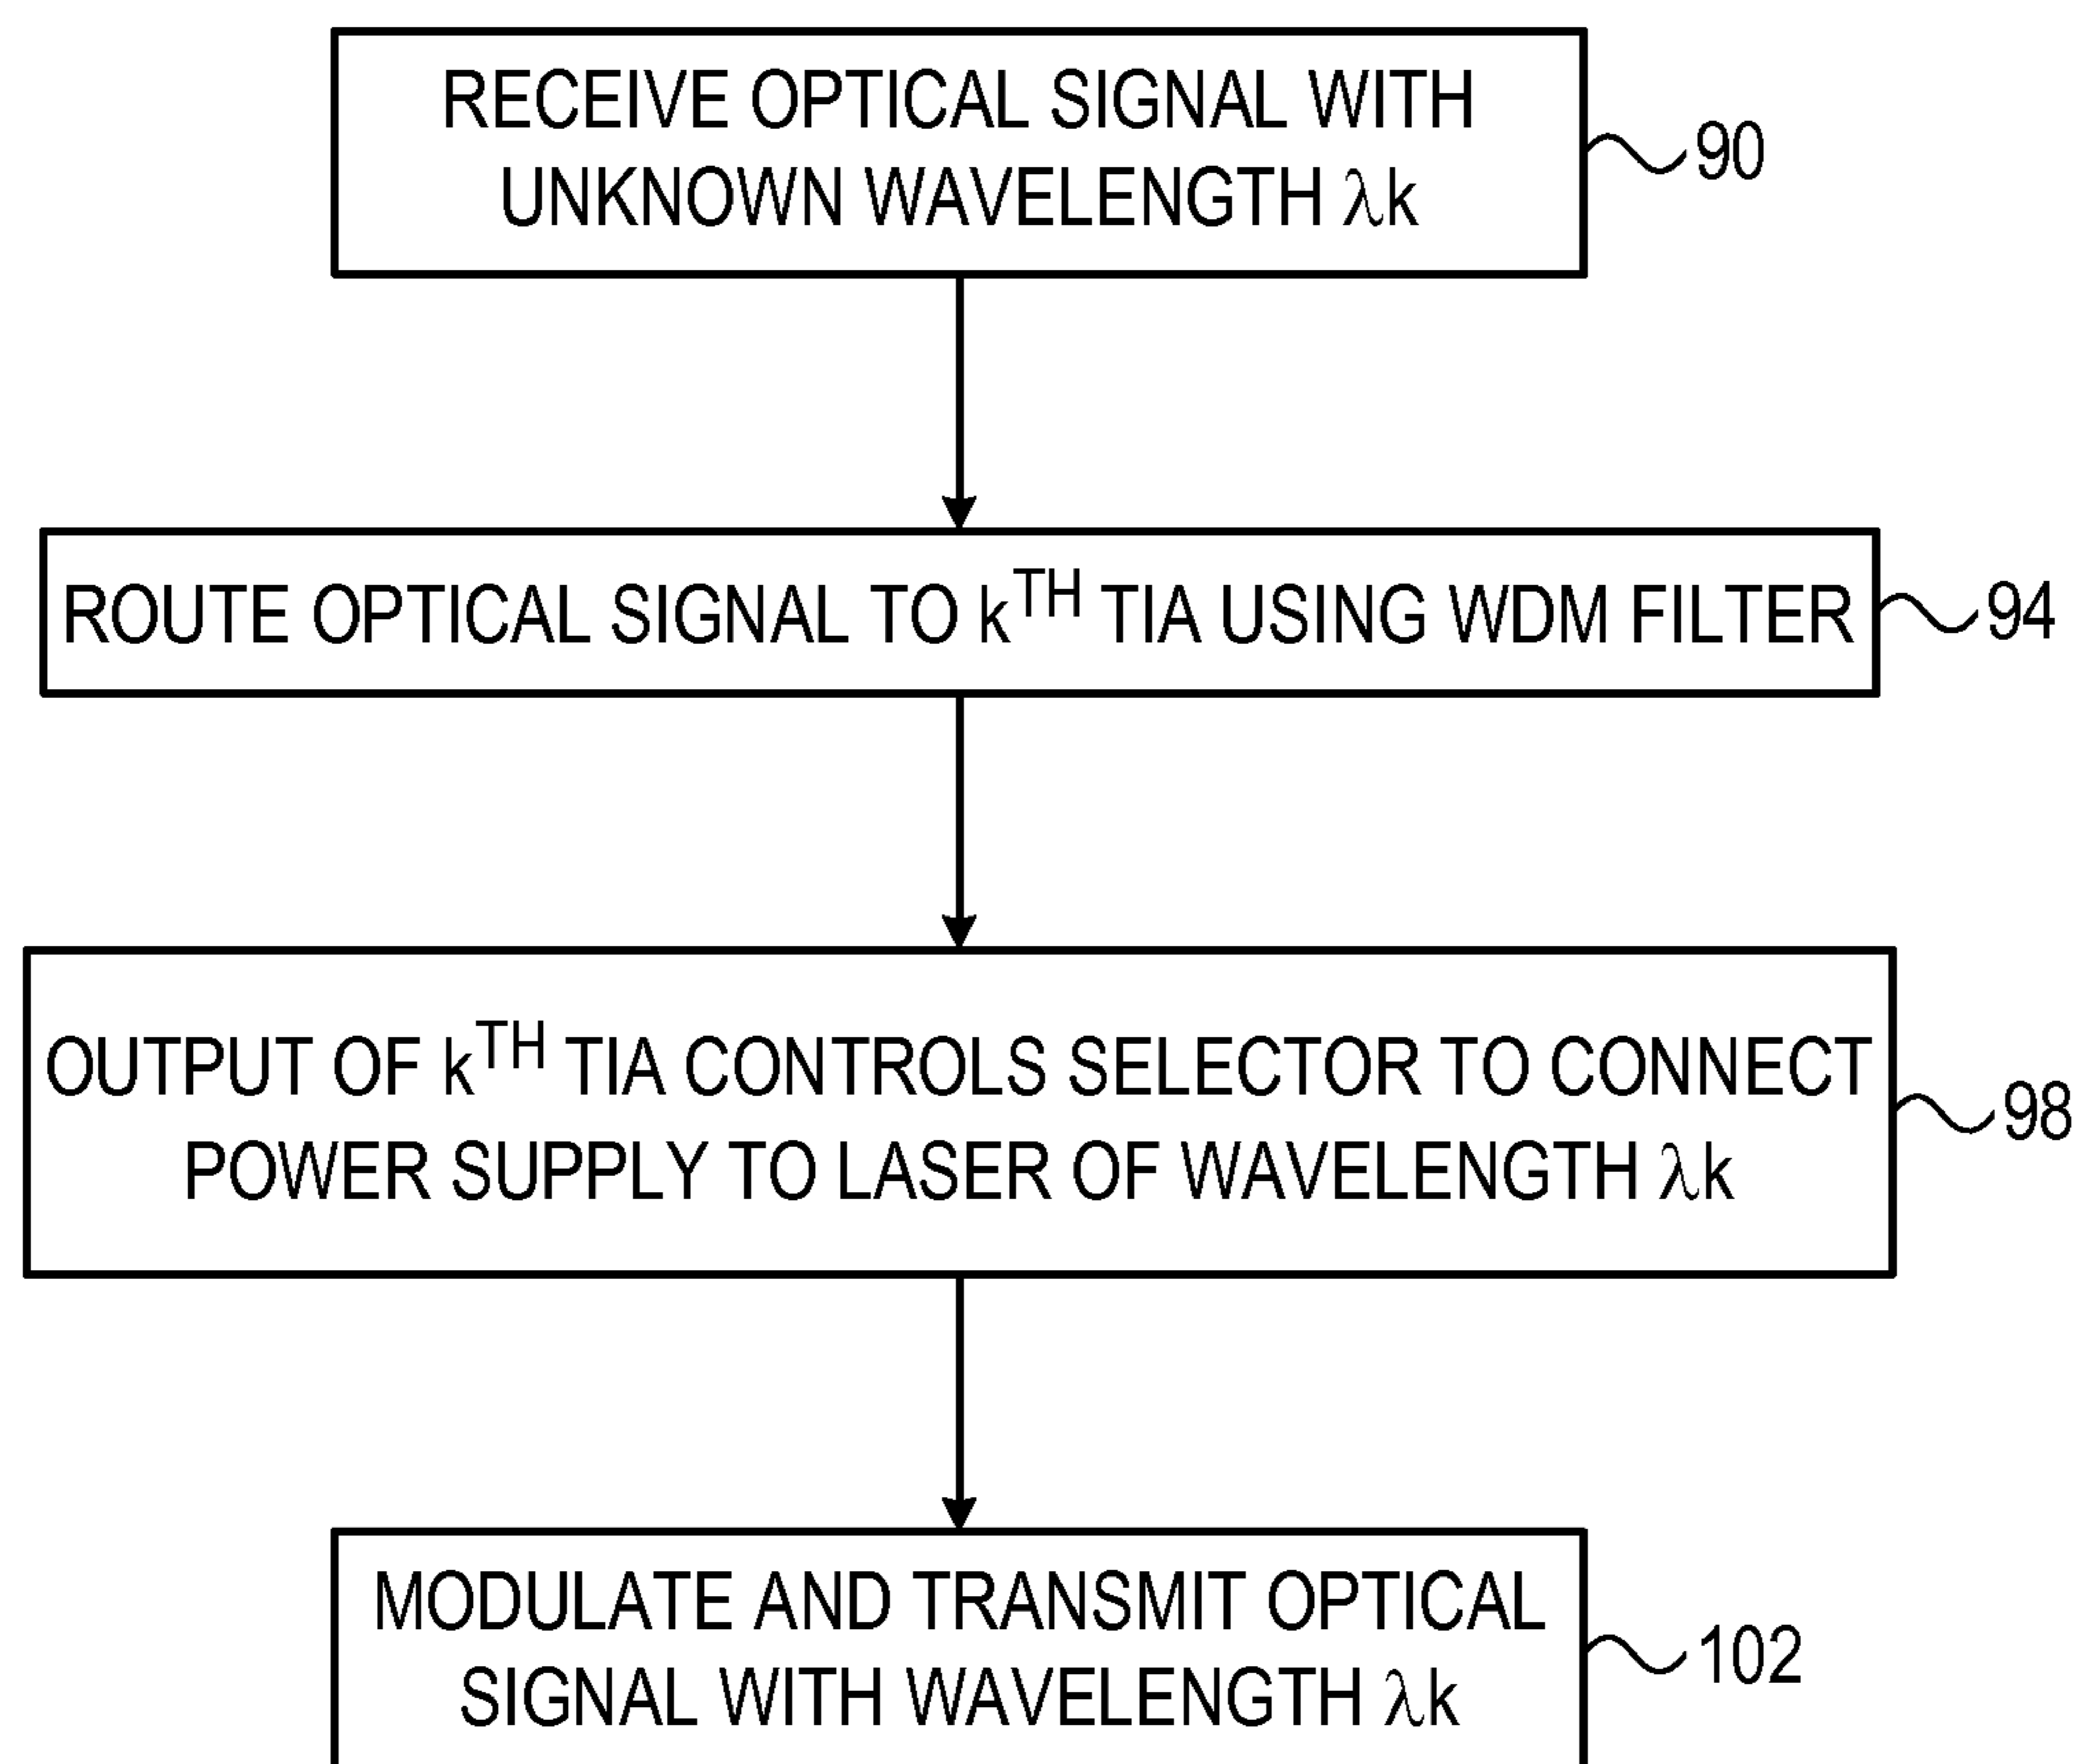 RECEIVE OPTICAL SIGNAL WITH
UNKNOWN WAVELENGTH λk
90
ROUTE OPTICAL SIGNAL TO kTH TIA USING WDM FILTER
94
OUTPUT OF kTH TIA CONTROLS SELECTOR TO CONNECT
POWER SUPPLY TO LASER OF WAVELENGTH λk
98
MODULATE AND TRANSMIT OPTICAL
SIGNAL WITH WAVELENGTH λk
102